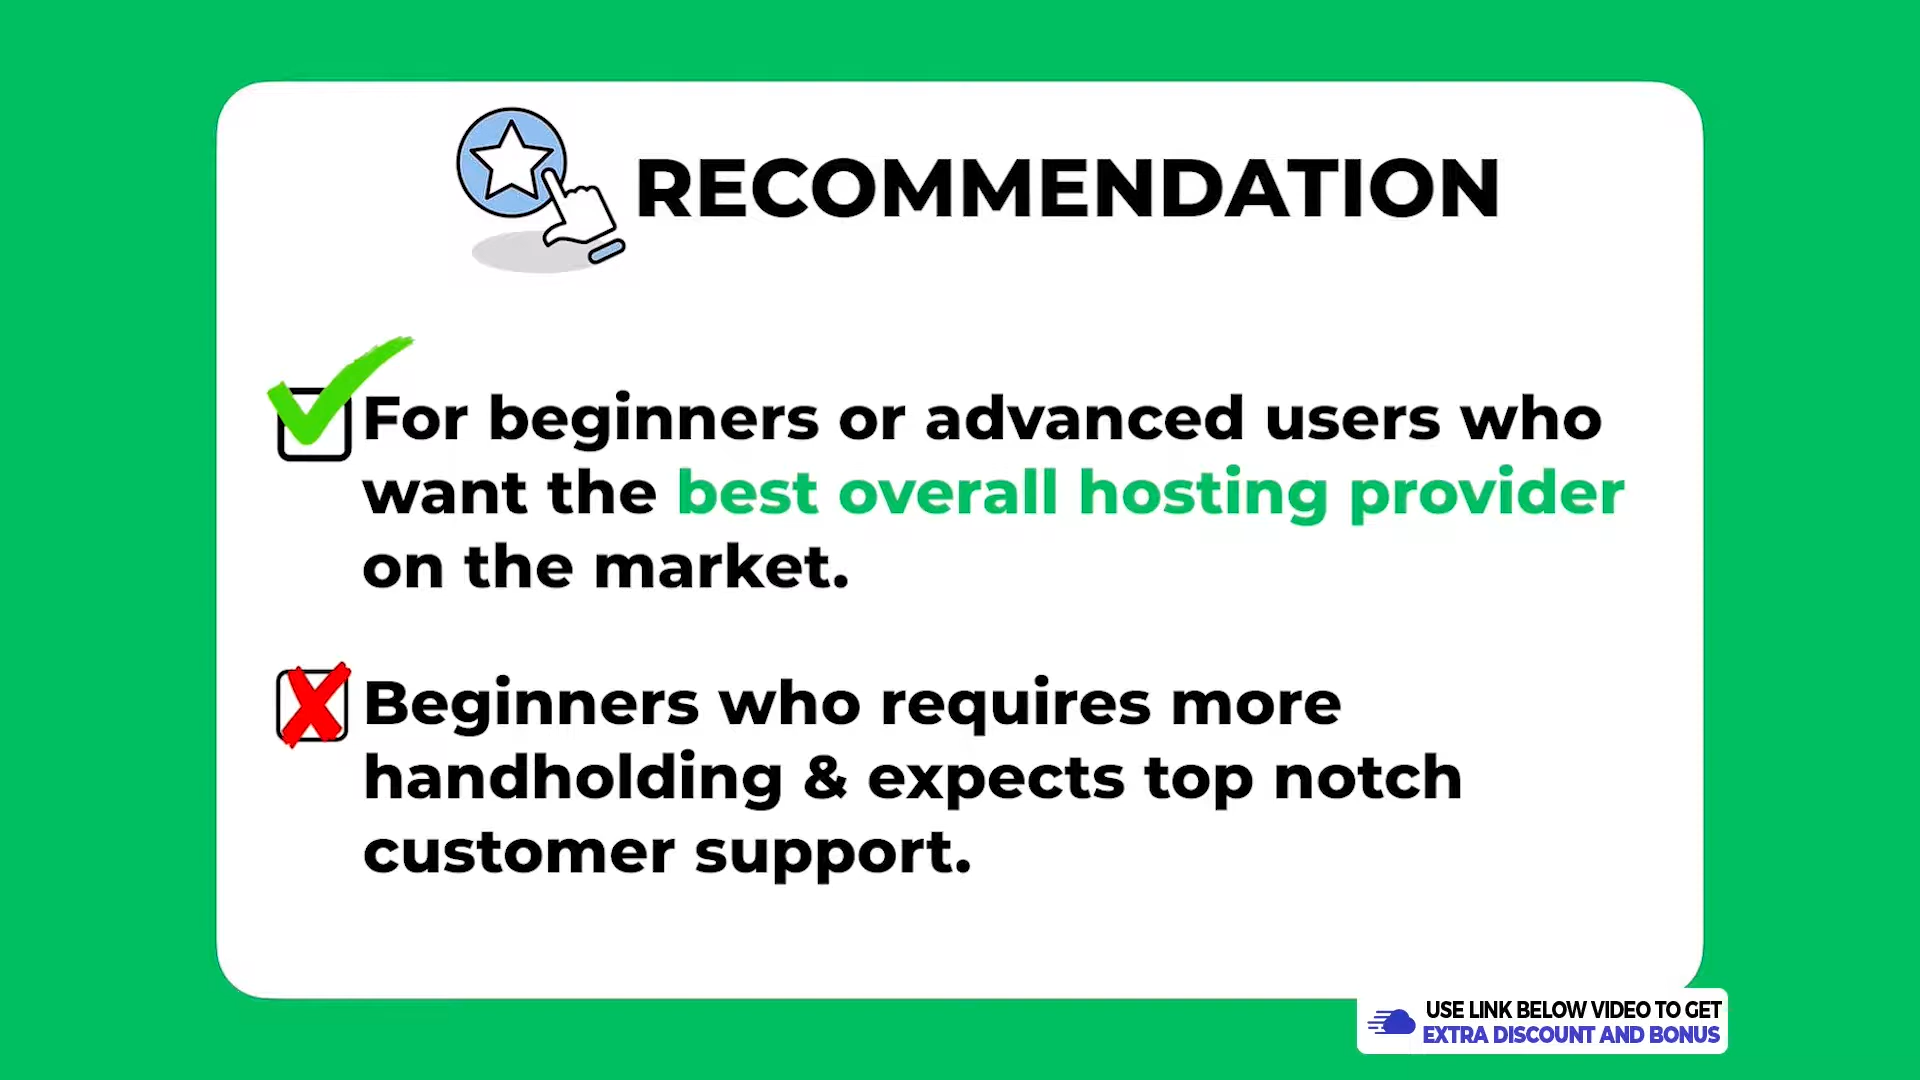 RECOMMENDATION
For beginners or advanced users who
want the best overall hosting provider
on the market.
Beginners who requires more
handholding & expects top notch
customer support.
USE LINK BELOW VIDEO TO GET
EXTRA DISCOUNT AND BONUS